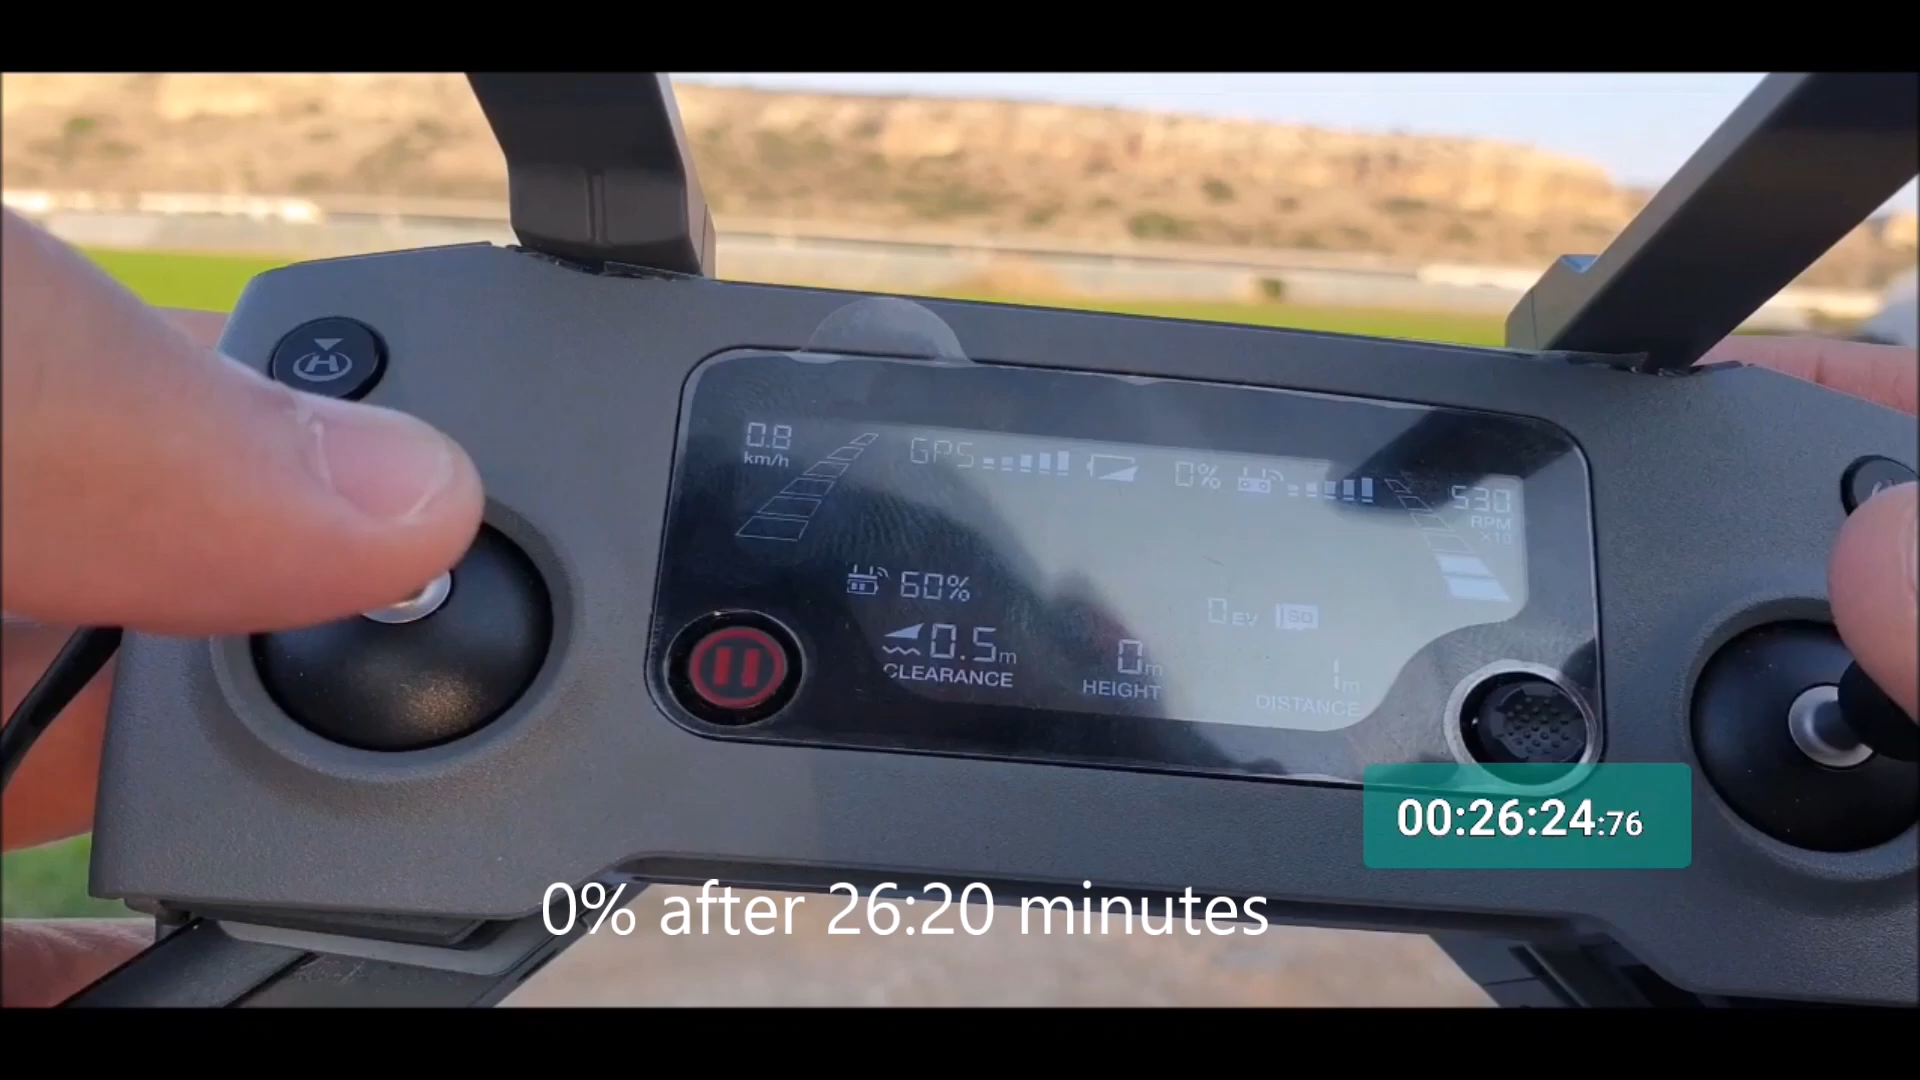 0.8
km/h
GPS
0%
530
RPM
X10
60%
0EV
ISO
0.5m
CLEARANCE
0m
HEIGHT
1m
DISTANCE
H
00:26:24:76
0% after 26:20 minutes